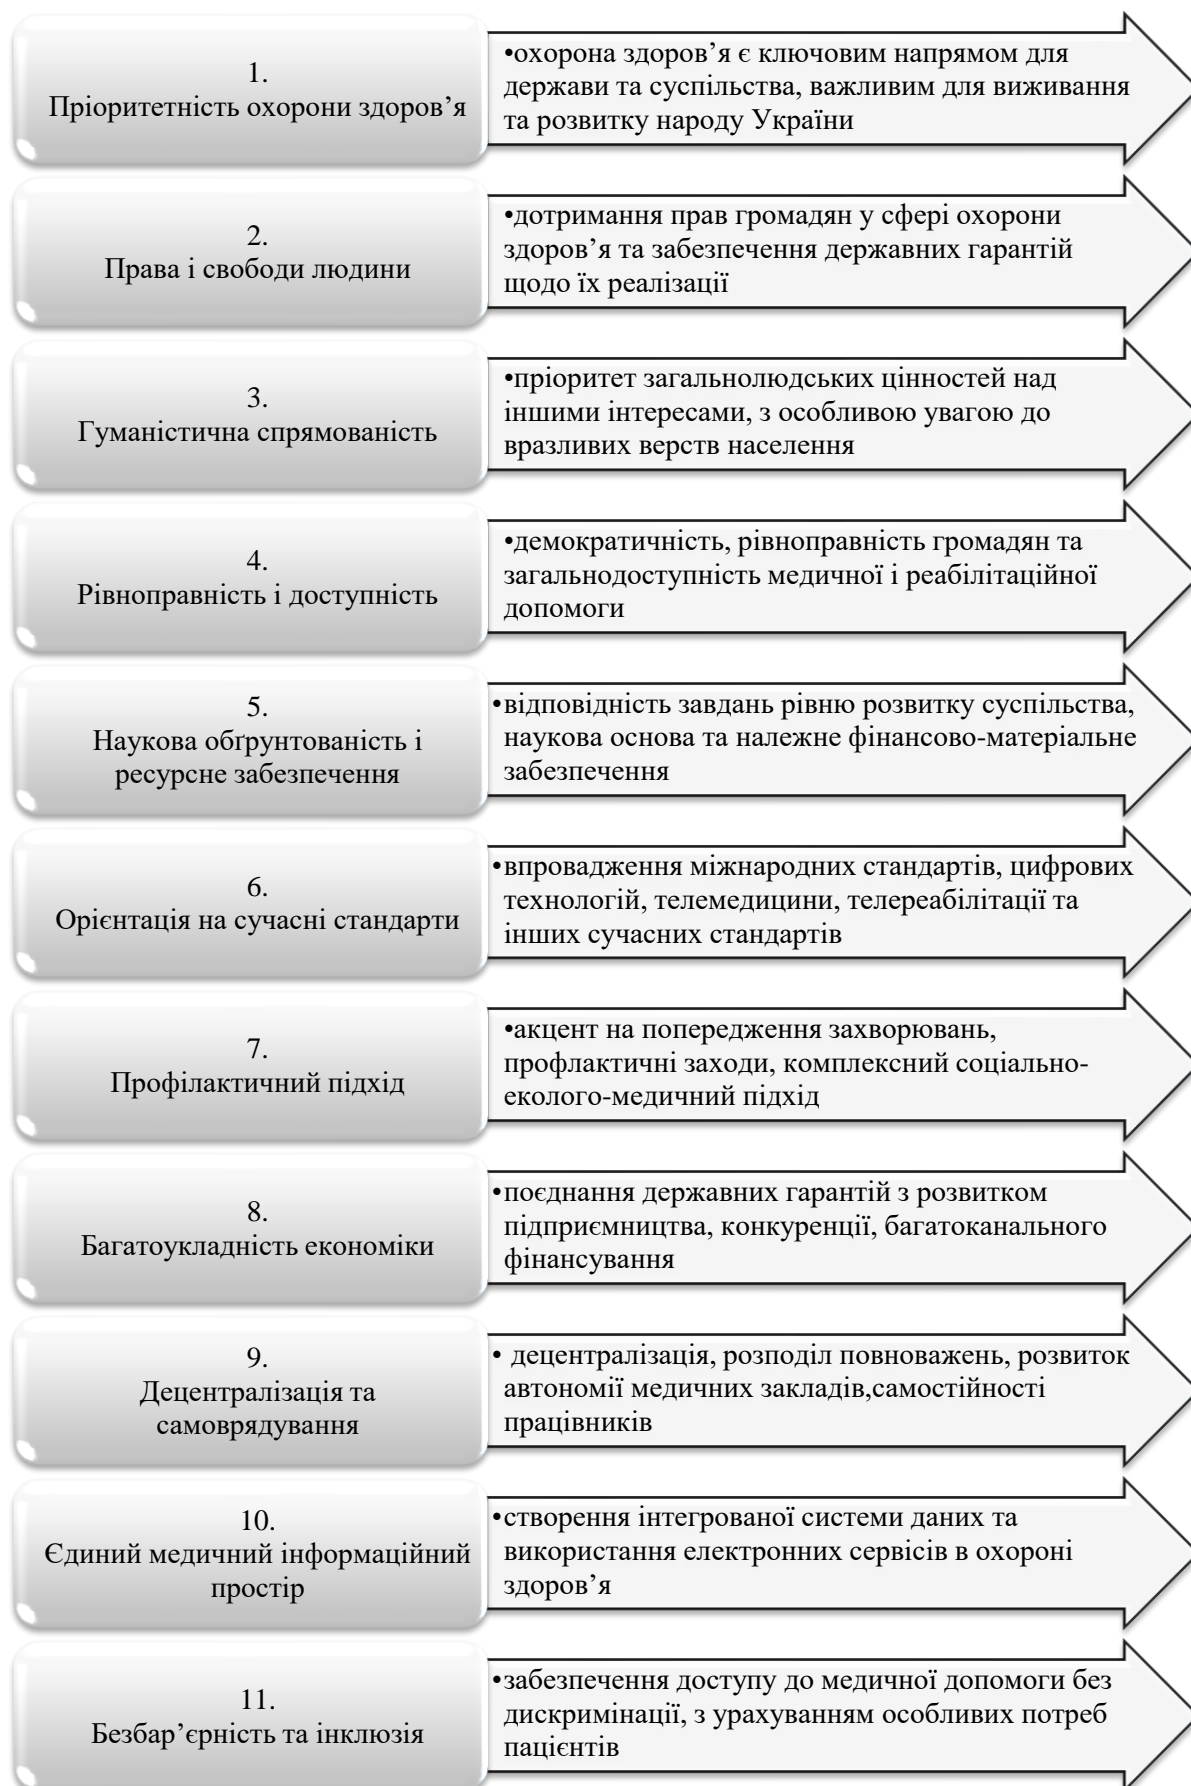 1.
Пріоритетність охорони здоров’я
•охорона здоров’я є ключовим напрямом для
держави та суспільства, важливим для виживання
та розвитку народу України
2.
Права і свободи людини
•дотримання прав громадян у сфері охорони
здоров’я та забезпечення державних гарантій
щодо їх реалізації
3.
Гуманістична спрямованість
•пріоритет загальнолюдських цінностей над
іншими інтересами, з особливою увагою до
вразливих верств населення
4.
Рівноправність і доступність
•демократичність, рівноправність громадян та
загальнодоступність медичної і реабілітаційної
допомоги
5.
Наукова обґрунтованість і
ресурсне забезпечення
•відповідність завдань рівню розвитку суспільства,
наукова основа та належне фінансово-матеріальне
забезпечення
6.
Орієнтація на сучасні стандарти
•впровадження міжнародних стандартів, цифрових
технологій, телемедицини, телереабілітації та
інших сучасних стандартів
7.
Профілактичний підхід
•акцент на попередження захворювань,
профлактичні заходи, комплексний соціально-
еколого-медичний підхід
8.
Багатоукладність економіки
•поєднання державних гарантій з розвитком
підприємництва, конкуренції, багатоканального
фінансування
9.
Децентралізація та
самоврядування
• децентралізація, розподіл повноважень, розвиток
автономії медичних закладів,самостійності
працівників
10.
Єдиний медичний інформаційний
простір
•створення інтегрованої системи даних та
використання електронних сервісів в охороні
здоров’я
11.
Безбар’єрність та інклюзія
•забезпечення доступу до медичної допомоги без
дискримінації, з урахуванням особливих потреб
пацієнтів